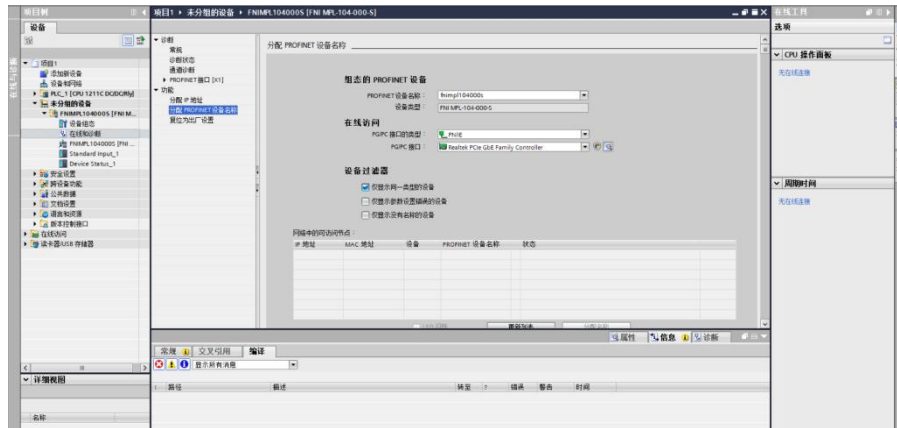 项目树
项目1 ▸ 未分组的设备 ▸ FNIMPL104000S [FNI MPL-104-000-S]
在线工具
设备
选项
诊断
常规
诊断状态
通道诊断
PROFINET 接口 [X1]
功能
分配 IP 地址
分配 PROFINET 设备名称
复位为出厂设置
项目1
添加新设备
设备和网络
PLC_1 [CPU 1211C DC/DC/Rly]
未分组的设备
FNIMPL104000S [FNI M...
设备组态
在线和诊断
FNIMPL104000S [FNI ...
Standard Input_1
Device Status_1
安全设置
跨设备功能
公共数据
文档设置
语言和资源
版本控制接口
在线访问
读卡器/USB 存储器
分配 PROFINET 设备名称
组态的 PROFINET 设备
PROFINET 设备名称： fnimpl104000s
设备类型： FNI MPL-104-000-S
在线访问
PG/PC 接口的类型： PN/IE
PG/PC 接口： Realtek PCIe GbE Family Controller
设备过滤器
仅显示同一类型的设备
仅显示参数设置错误的设备
仅显示没有名称的设备
网络中的可访问节点：
IP 地址 MAC 地址 设备 PROFINET 设备名称 状态
更新列表 分配名称
CPU 操作面板
无在线连接
周期时间
无在线连接
属性 信息 诊断
常规 交叉引用 编译
显示所有消息
! 路径 描述 转至 ? 错误 警告 时间
详细视图
名称